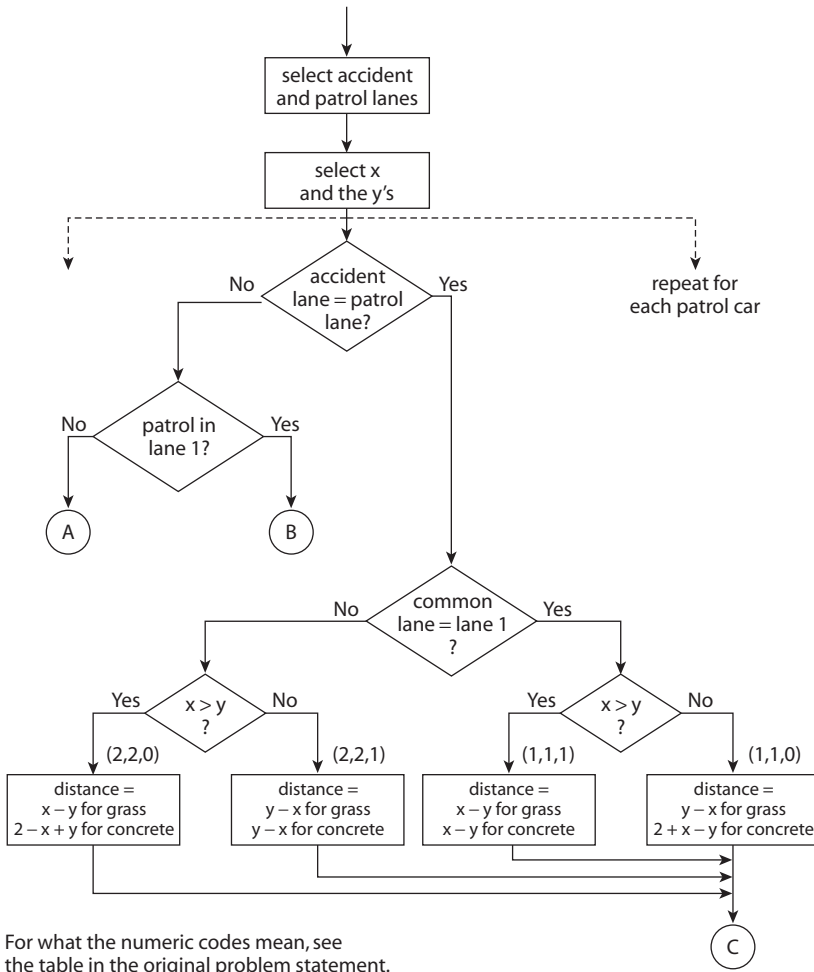 select accident
and patrol lanes
select x
and the y's
accident
lane = patrol
lane?
No
Yes
repeat for
each patrol car
patrol in
lane 1?
No
Yes
A
B
common
lane = lane 1
?
No
Yes
x > y
?
Yes
No
x > y
?
Yes
No
(2,2,0)
(2,2,1)
(1,1,1)
(1,1,0)
distance =
x – y for grass
2 – x + y for concrete
distance =
y – x for grass
y – x for concrete
distance =
x – y for grass
x – y for concrete
distance =
y – x for grass
2 + x – y for concrete
C
For what the numeric codes mean, see
the table in the original problem statement.